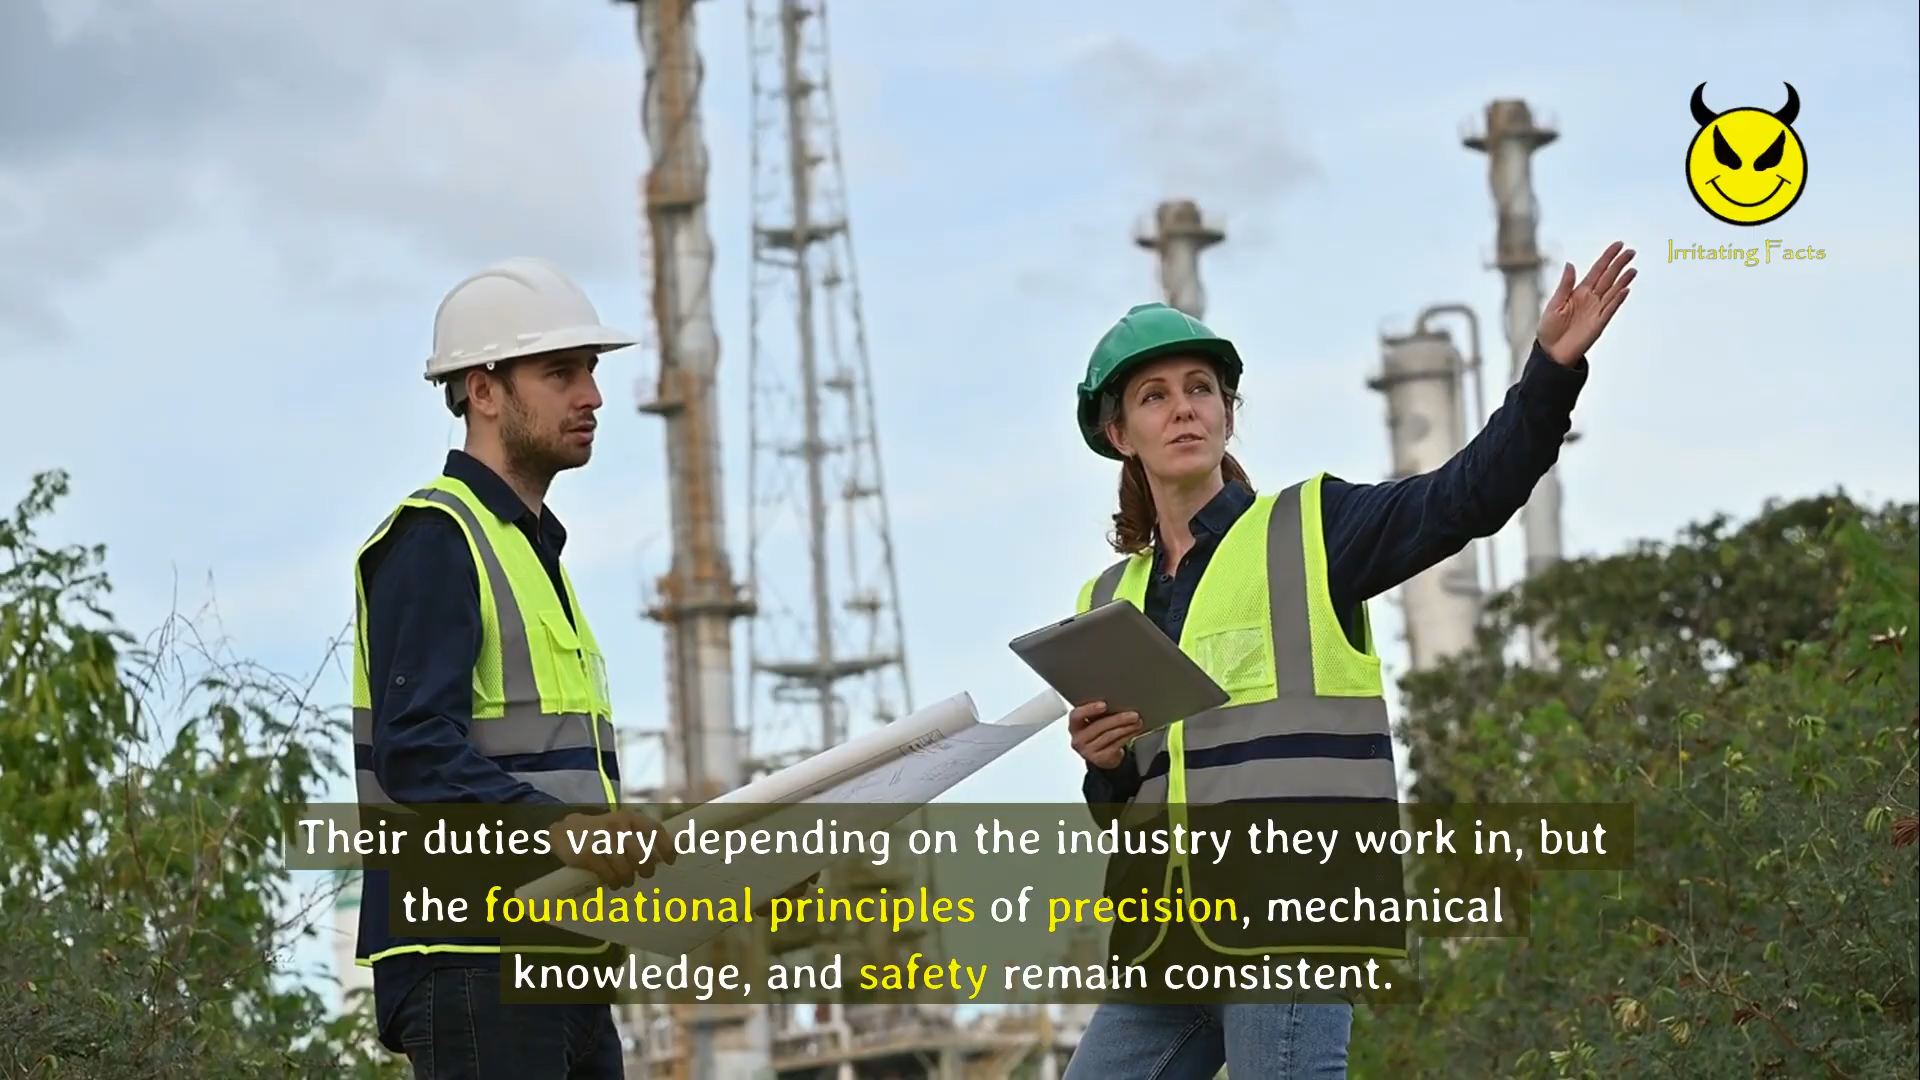 Irritating Facts
Their duties vary depending on the industry they work in, but
the foundational principles of precision, mechanical
knowledge, and safety remain consistent.